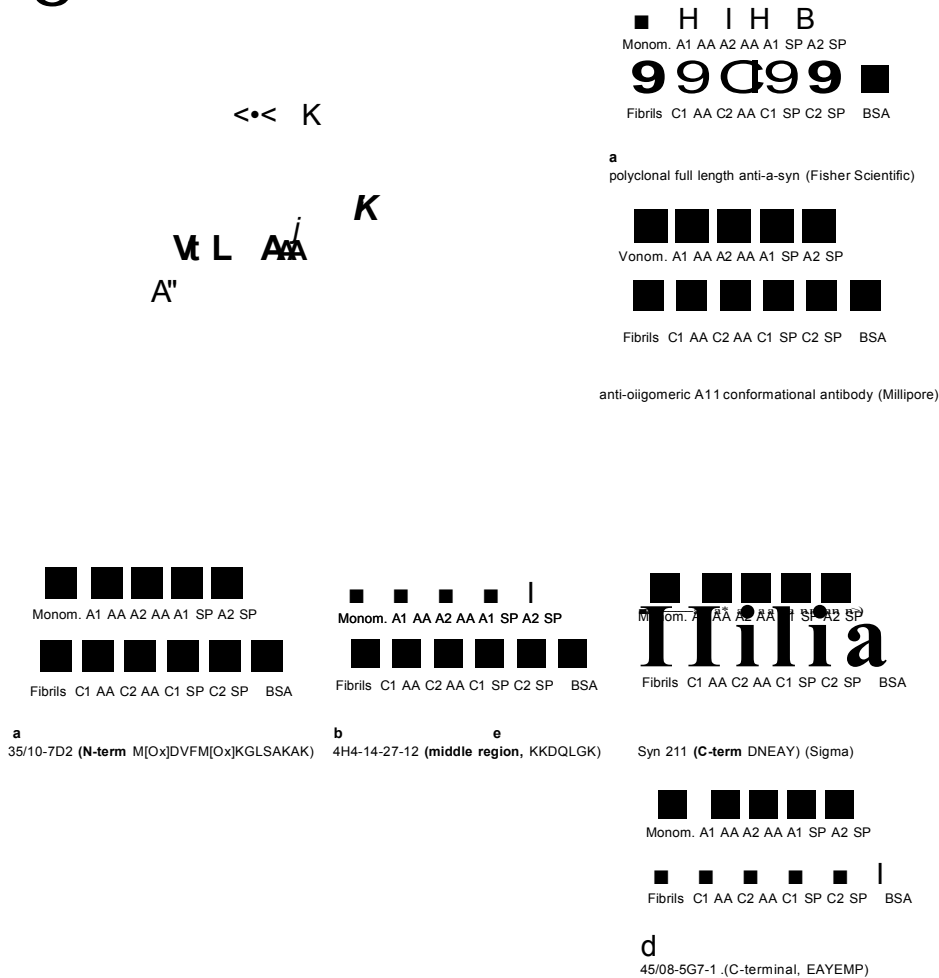 <•< K
K
Vt L
A"
■ H I H B
Monom. A1 AA A2 AA A1 SP A2 SP
Fibrils C1 AA C2 AA C1 SP C2 SP BSA
a
polyclonal full length anti-a-syn (Fisher Scientific)
Vonom. A1 AA A2 AA A1 SP A2 SP
Fibrils C1 AA C2 AA C1 SP C2 SP BSA
anti-oiigomeric A11 conformational antibody (Millipore)
Monom. A1 AA A2 AA A1 SP A2 SP
Fibrils C1 AA C2 AA C1 SP C2 SP BSA
a
35/10-7D2 (N-term M[Ox]DVFM[Ox]KGLSAKAK)
Monom. A1 AA A2 AA A1 SP A2 SP
Fibrils C1 AA C2 AA C1 SP C2 SP BSA
b e
4H4-14-27-12 (middle region, KKDQLGK)
IIilia
Fibrils C1 AA C2 AA C1 SP C2 SP BSA
Syn 211 (C-term DNEAY) (Sigma)
Monom. A1 AA A2 AA A1 SP A2 SP
Fibrils C1 AA C2 AA C1 SP C2 SP BSA
d
45/08-5G7-1 .(C-terminal, EAYEMP)